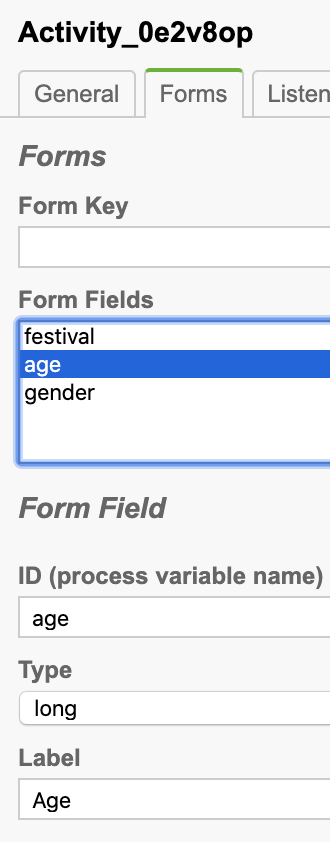 Activity_0e2v8op
General
Forms
Listen
Forms
Form Key
Form Fields
festival
age
gender
Form Field
ID (process variable name)
age
Type
long
Label
Age